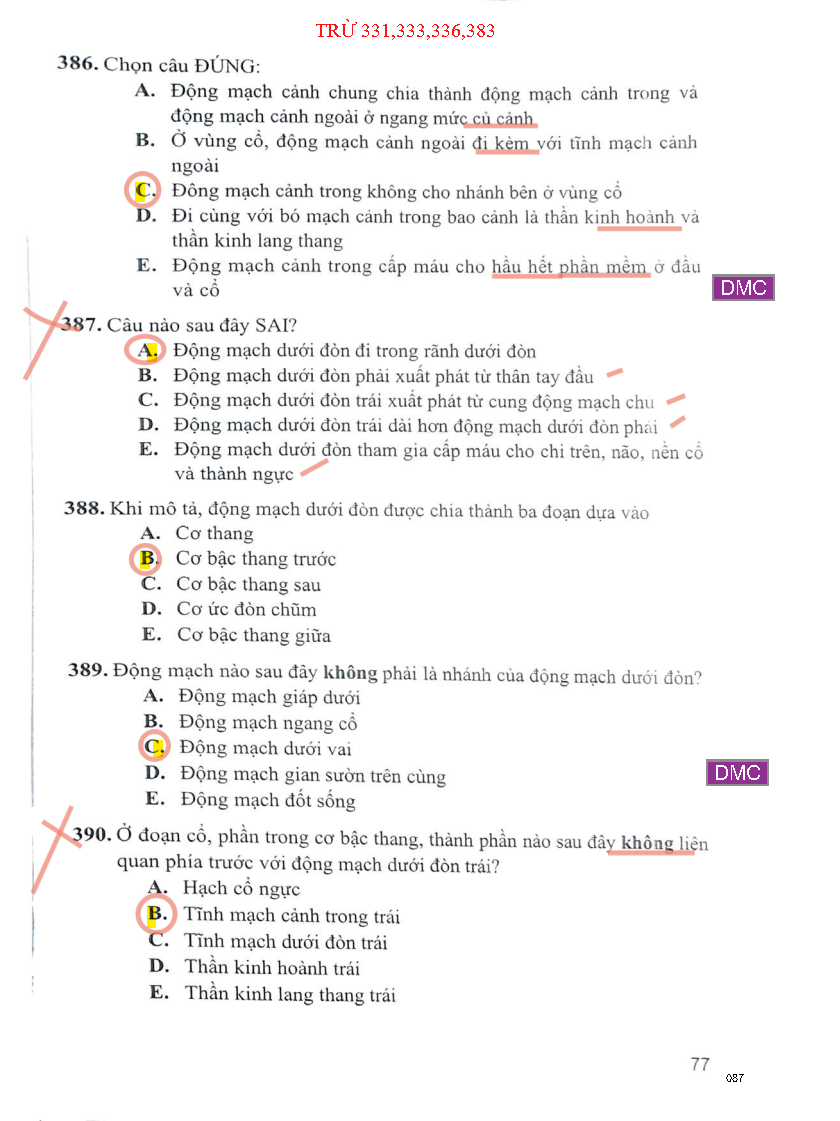 TRỪ 331,333,336,383
386. Chọn câu ĐÚNG:
A. Động mạch cảnh chung chia thành động mạch cảnh trong và
động mạch cảnh ngoài ở ngang mức củ cảnh
B. Ở vùng cổ, động mạch cảnh ngoài đi kèm với tĩnh mạch cảnh
ngoài
C. Đông mạch cảnh trong không cho nhánh bên ở vùng cổ
D. Đi cùng với bó mạch cảnh trong bao cảnh là thần kinh hoành và
thần kinh lang thang
E. Động mạch cảnh trong cấp máu cho hầu hết phần mềm ở đầu
và cổ
DMC
387. Câu nào sau đây SAI?
A. Động mạch dưới đòn đi trong rãnh dưới đòn
B. Động mạch dưới đòn phải xuất phát từ thân tay đầu
C. Động mạch dưới đòn trái xuất phát từ cung động mạch chủ
D. Động mạch dưới đòn trái dài hơn động mạch dưới đòn phải
E. Động mạch dưới đòn tham gia cấp máu cho chi trên, não, nền cổ
và thành ngực
388. Khi mô tả, động mạch dưới đòn được chia thành ba đoạn dựa vào
A. Cơ thang
B. Cơ bậc thang trước
C. Cơ bậc thang sau
D. Cơ ức đòn chũm
E. Cơ bậc thang giữa
389. Động mạch nào sau đây không phải là nhánh của động mạch dưới đòn?
A. Động mạch giáp dưới
B. Động mạch ngang cổ
C. Động mạch dưới vai
D. Động mạch gian sườn trên cùng
E. Động mạch đốt sống
DMC
390. Ở đoạn cổ, phần trong cơ bậc thang, thành phần nào sau đây không liên
quan phía trước với động mạch dưới đòn trái?
A. Hạch cổ ngực
B. Tĩnh mạch cảnh trong trái
C. Tĩnh mạch dưới đòn trái
D. Thần kinh hoành trái
E. Thần kinh lang thang trái
77
087